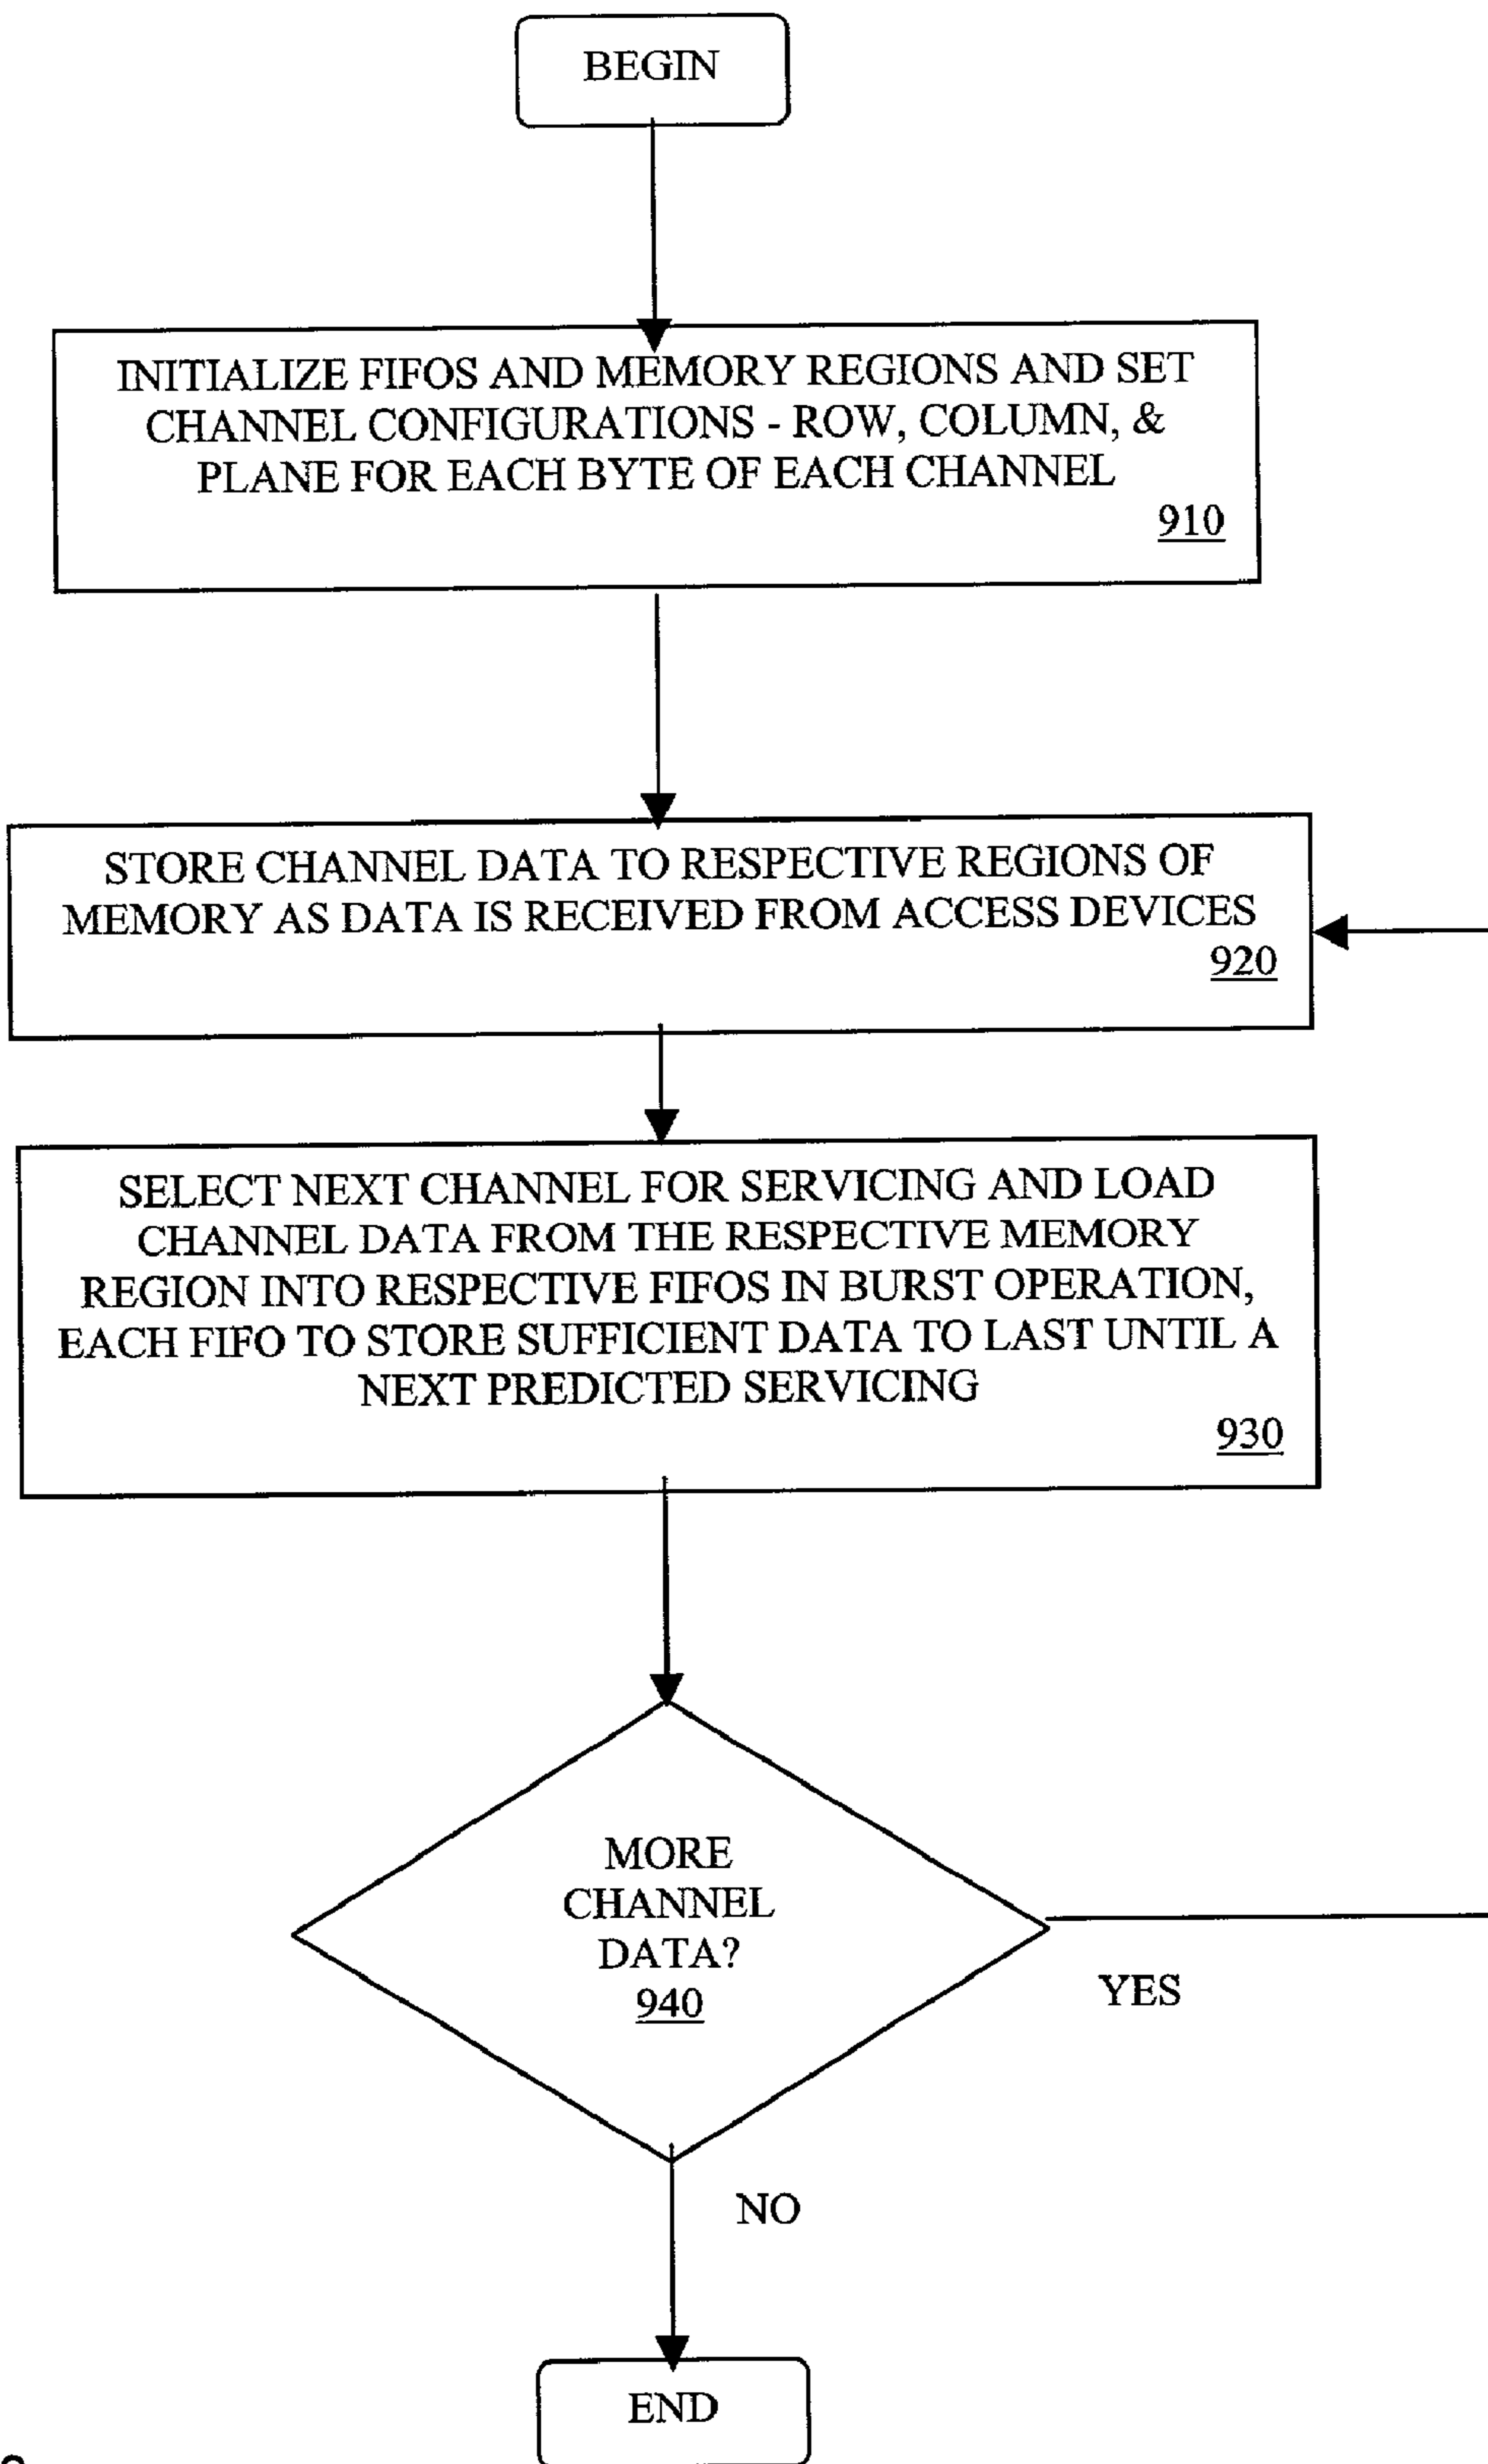 BEGIN
INITIALIZE FIFOS AND MEMORY REGIONS AND SET
CHANNEL CONFIGURATIONS - ROW, COLUMN, &
PLANE FOR EACH BYTE OF EACH CHANNEL
910
STORE CHANNEL DATA TO RESPECTIVE REGIONS OF
MEMORY AS DATA IS RECEIVED FROM ACCESS DEVICES
920
SELECT NEXT CHANNEL FOR SERVICING AND LOAD
CHANNEL DATA FROM THE RESPECTIVE MEMORY
REGION INTO RESPECTIVE FIFOS IN BURST OPERATION,
EACH FIFO TO STORE SUFFICIENT DATA TO LAST UNTIL A
NEXT PREDICTED SERVICING
930
MORE
CHANNEL
DATA?
940
YES
NO
END